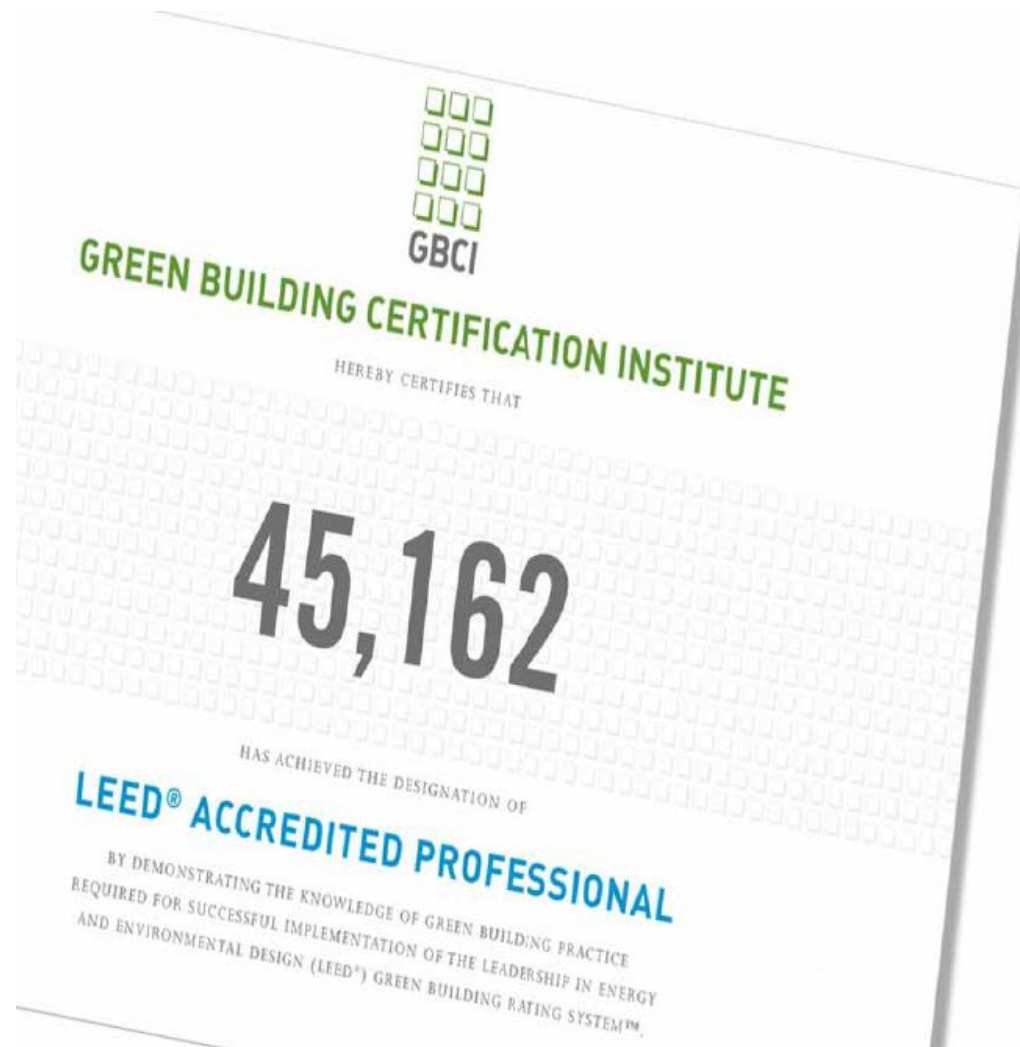 GBCI
GREEN BUILDING CERTIFICATION INSTITUTE
HEREBY CERTIFIES THAT
45,162
HAS ACHIEVED THE DESIGNATION OF
LEED® ACCREDITED PROFESSIONAL
BY DEMONSTRATING THE KNOWLEDGE OF GREEN BUILDING PRACTICE
REQUIRED FOR SUCCESSFUL IMPLEMENTATION OF THE LEADERSHIP IN ENERGY
AND ENVIRONMENTAL DESIGN (LEED®) GREEN BUILDING RATING SYSTEM™.